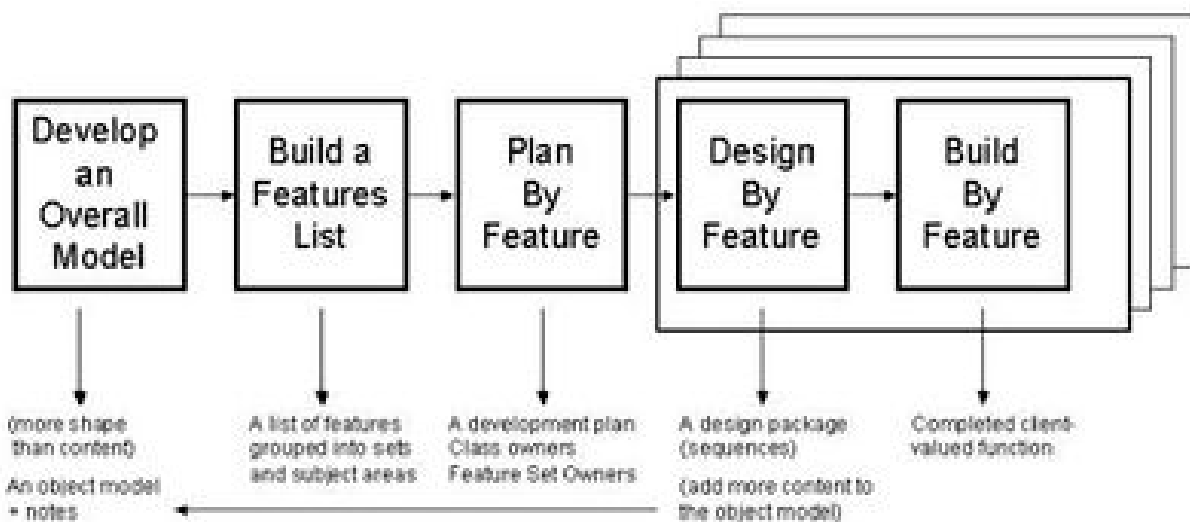 Develop
an
Overall
Model
Build a
Features
List
Plan
By
Feature
Design
By
Feature
Build
By
Feature
(more shape
than content)
An object model
+ notes
A list of features
grouped into sets
and subject areas
A development plan
Class owners
Feature Set Owners
A design package
(sequences)
(add more content to
the object model)
Completed client-
valued function